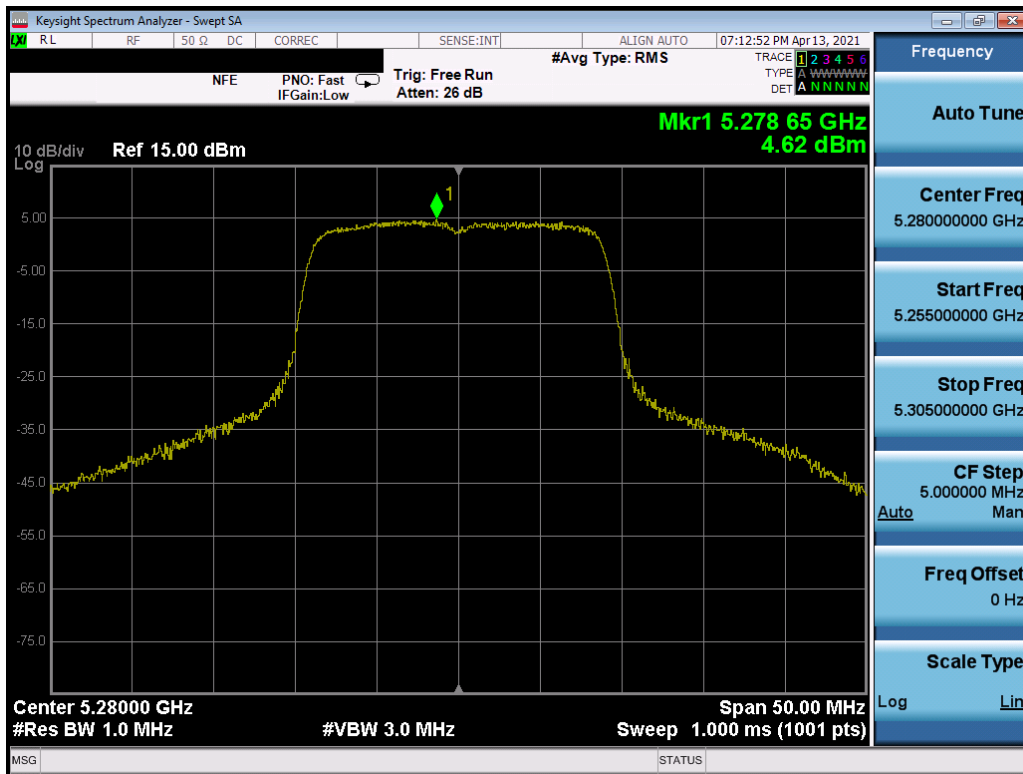 Keysight Spectrum Analyzer - Swept SA
LXI RL RF 50 Ω DC CORREC SENSE:INT ALIGN AUTO 07:12:52 PM Apr 13, 2021
NFE PNO: Fast IFGain:Low Trig: Free Run Atten: 26 dB #Avg Type: RMS
TRACE 1 2 3 4 5 6
TYPE A WWWWW
DET A N N N N N
Mkr1 5.278 65 GHz
4.62 dBm
10 dB/div Ref 15.00 dBm
Log
1
5.00
-5.00
-15.0
-25.0
-35.0
-45.0
-55.0
-65.0
-75.0
Center 5.28000 GHz Span 50.00 MHz
#Res BW 1.0 MHz #VBW 3.0 MHz Sweep 1.000 ms (1001 pts)
MSG STATUS
Frequency
Auto Tune
Center Freq
5.280000000 GHz
Start Freq
5.255000000 GHz
Stop Freq
5.305000000 GHz
CF Step
5.000000 MHz
Auto Man
Freq Offset
0 Hz
Scale Type
Log Lin